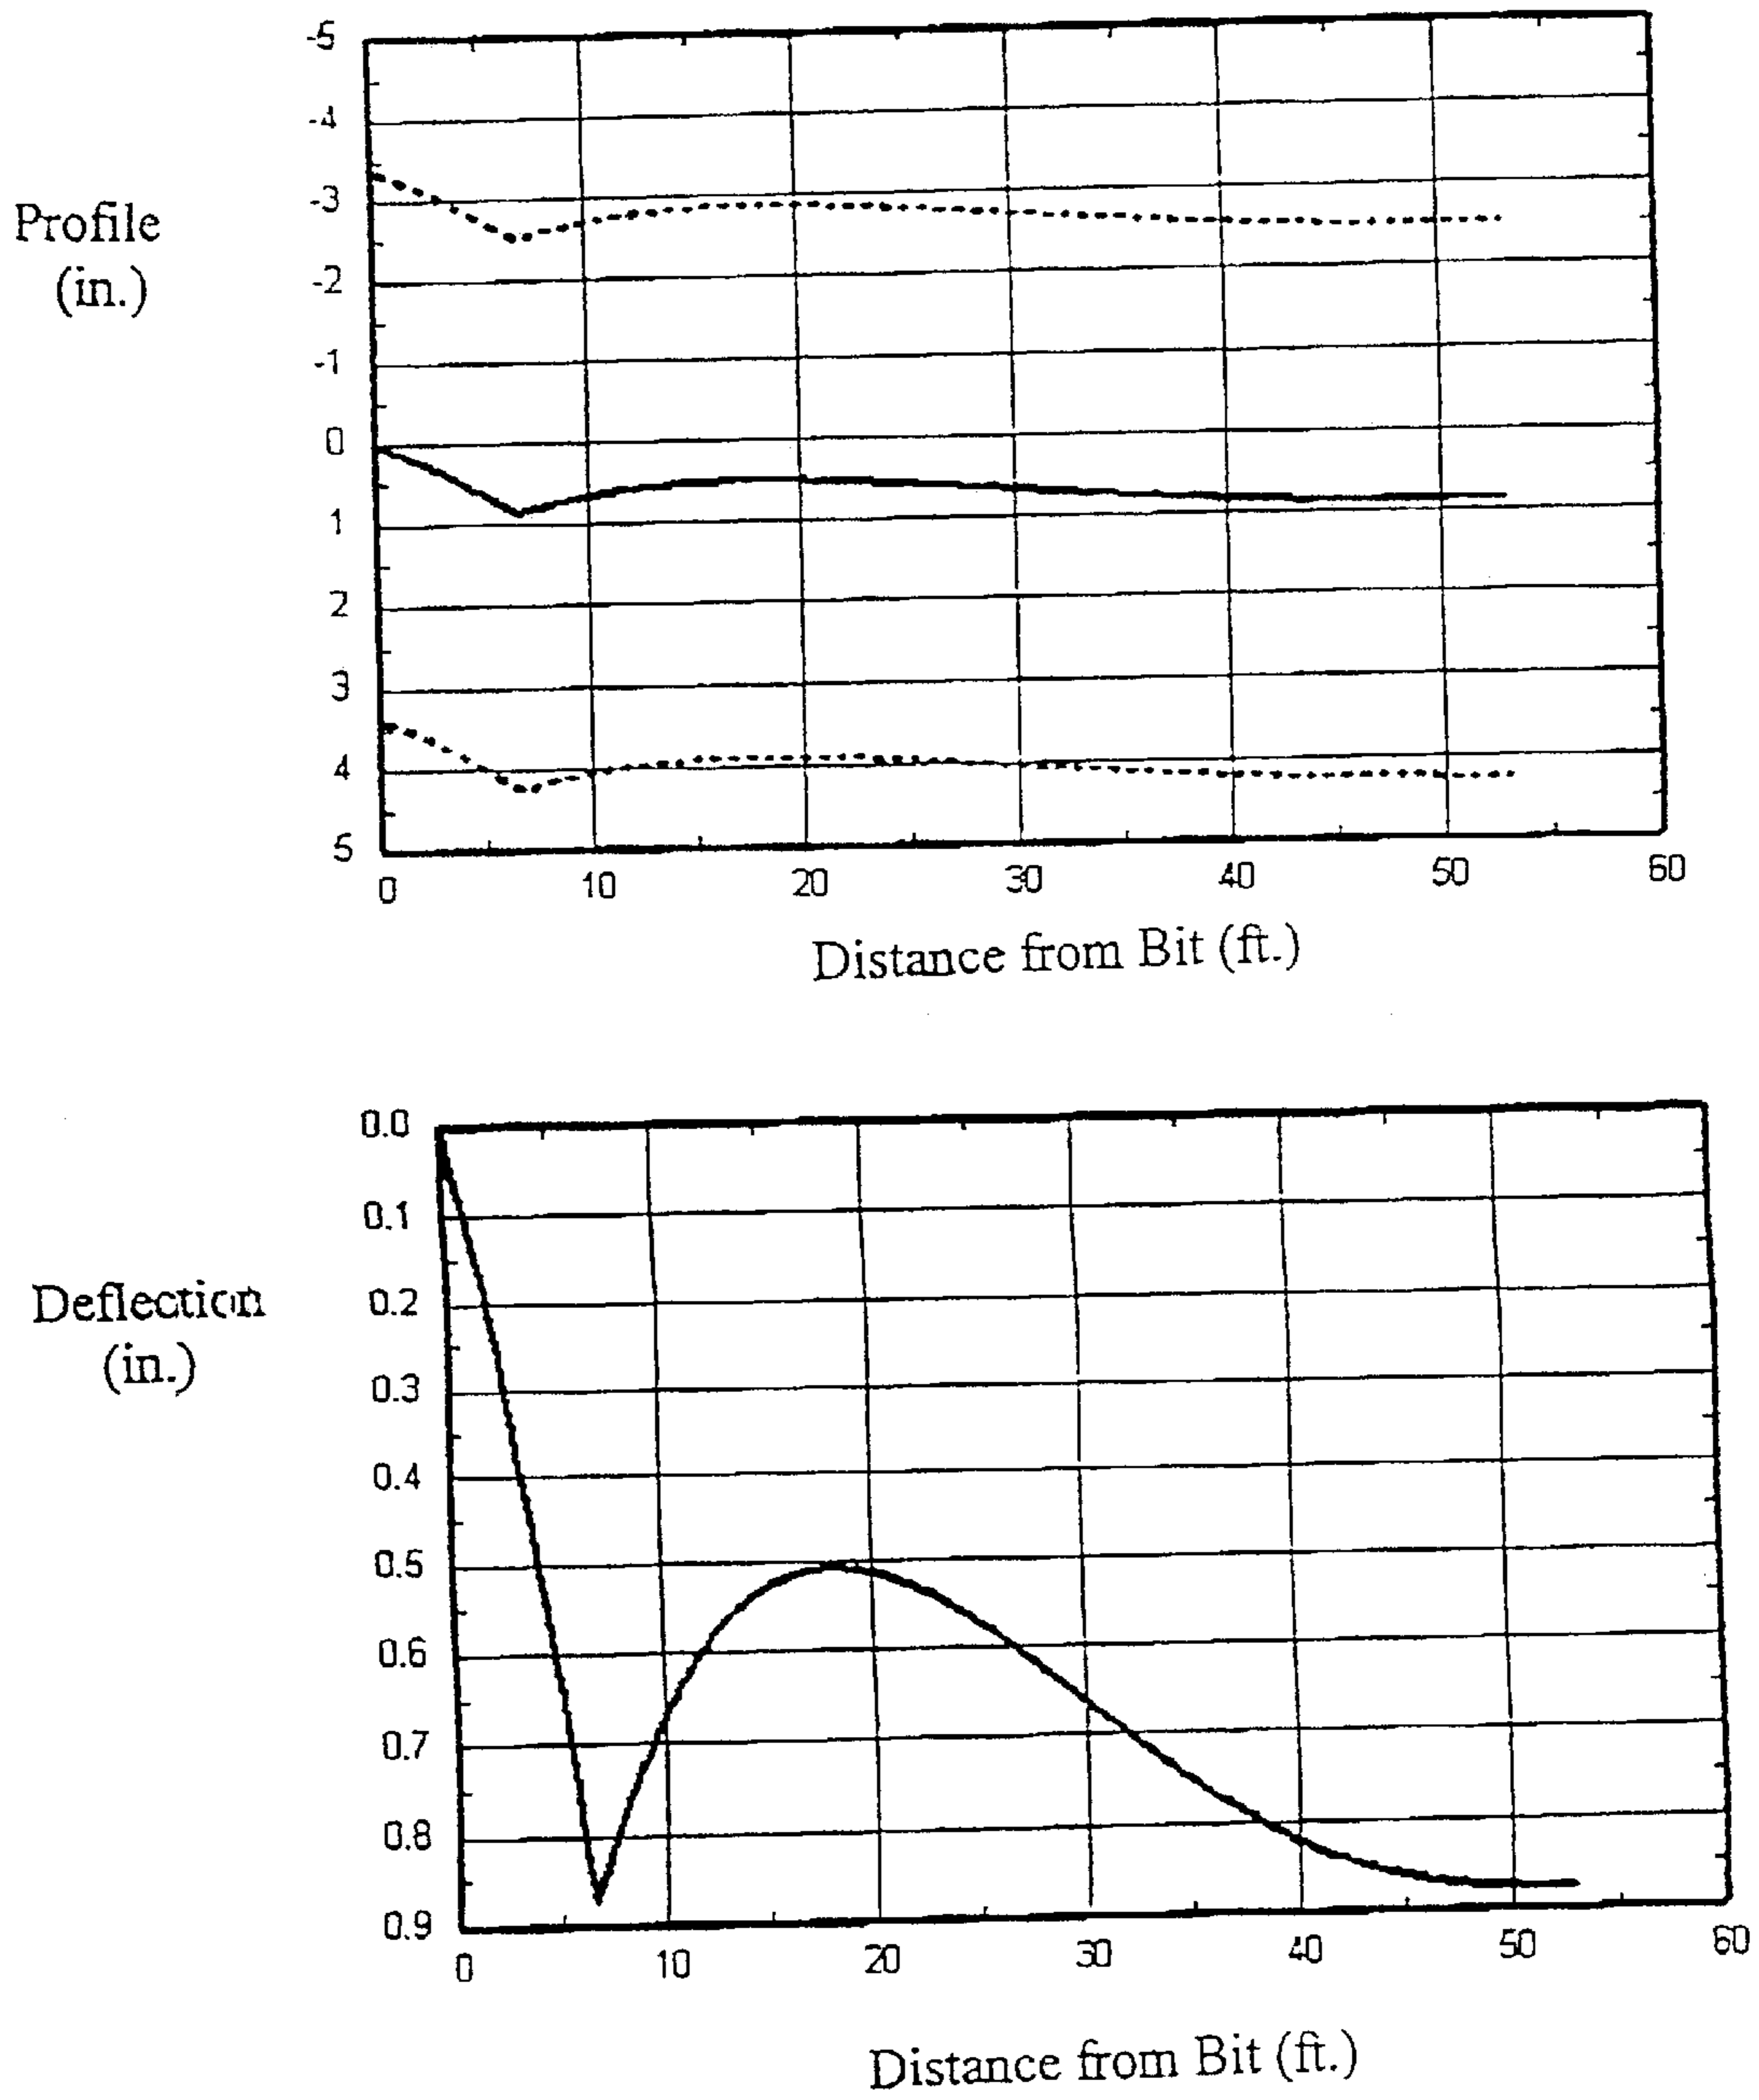 -5
-4
-3
-2
-1
0
1
2
3
4
5
Profile
(in.)
0 10 20 30 40 50 60
Distance from Bit (ft.)
0.0
0.1
0.2
0.3
0.4
0.5
0.6
0.7
0.8
0.9
Deflection
(in.)
0 10 20 30 40 50 60
Distance from Bit (ft.)